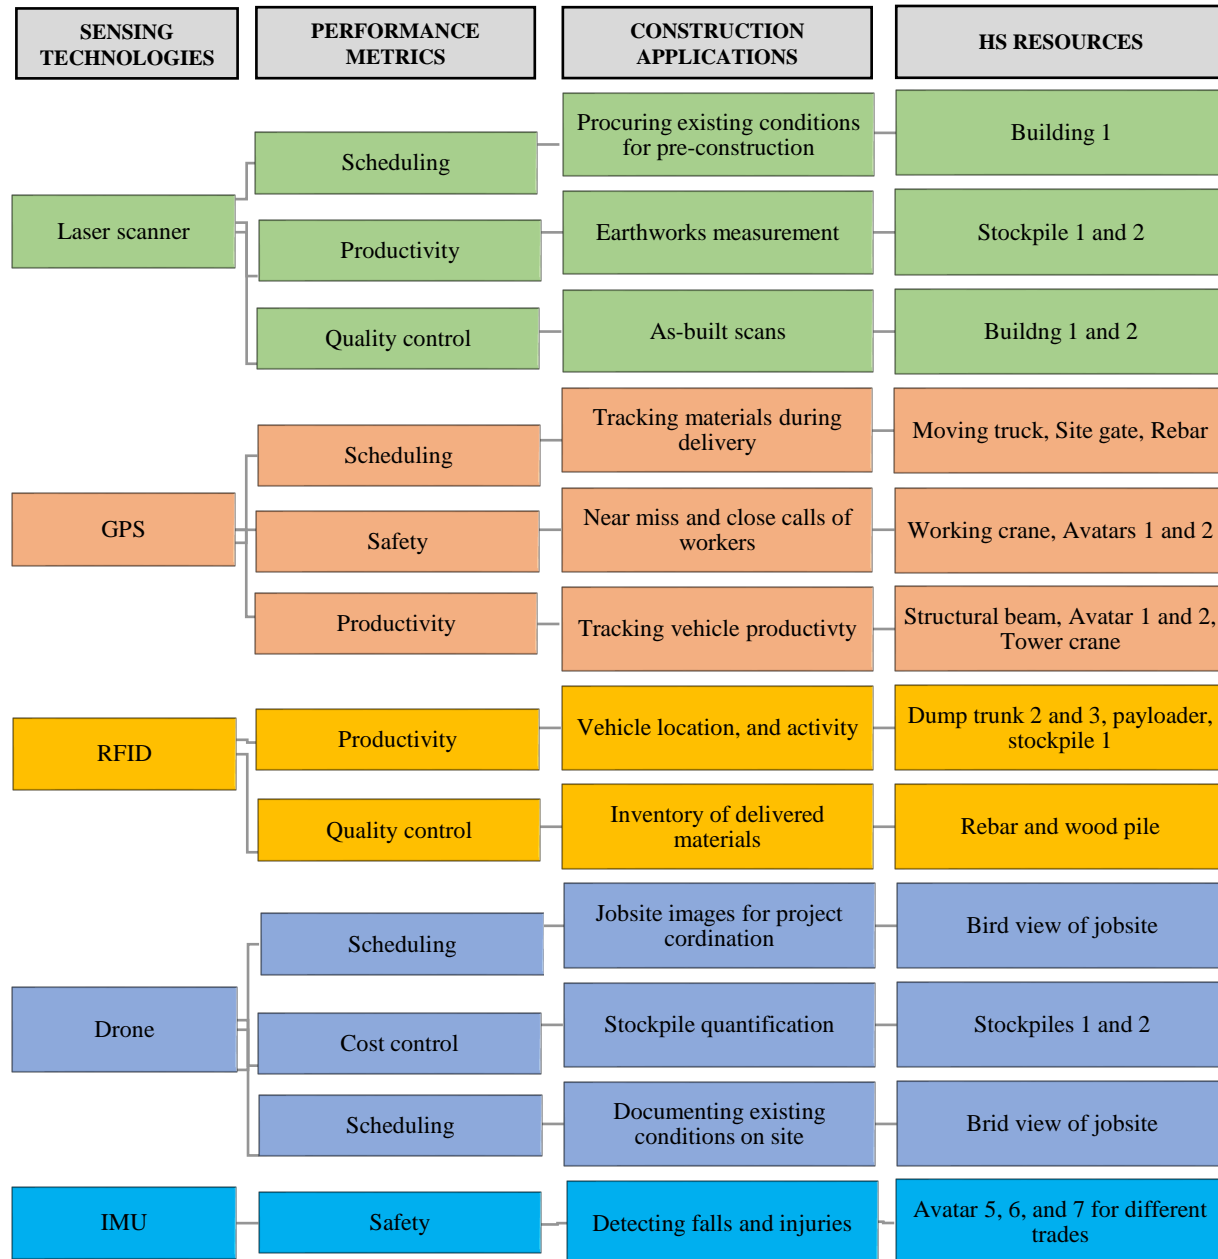 SENSING
TECHNOLOGIES
PERFORMANCE
METRICS
CONSTRUCTION
APPLICATIONS
HS RESOURCES
Laser scanner
Scheduling
Procuring existing conditions
for pre-construction
Building 1
Productivity
Earthworks measurement
Stockpile 1 and 2
Quality control
As-built scans
Buildng 1 and 2
GPS
Scheduling
Tracking materials during
delivery
Moving truck, Site gate, Rebar
Safety
Near miss and close calls of
workers
Working crane, Avatars 1 and 2
Productivity
Tracking vehicle productivty
Structural beam, Avatar 1 and 2,
Tower crane
RFID
Productivity
Vehicle location, and activity
Dump trunk 2 and 3, payloader,
stockpile 1
Quality control
Inventory of delivered
materials
Rebar and wood pile
Drone
Scheduling
Jobsite images for project
cordination
Bird view of jobsite
Cost control
Stockpile quantification
Stockpiles 1 and 2
Scheduling
Documenting existing
conditions on site
Brid view of jobsite
IMU
Safety
Detecting falls and injuries
Avatar 5, 6, and 7 for different
trades